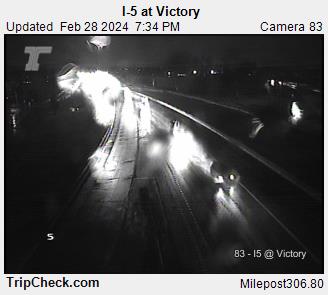 I-5 at Victory
Updated Feb 28 2024 7:34 PM Camera 83
T
S
83 - I5 @ Victory
TripCheck.com Milepost306.80